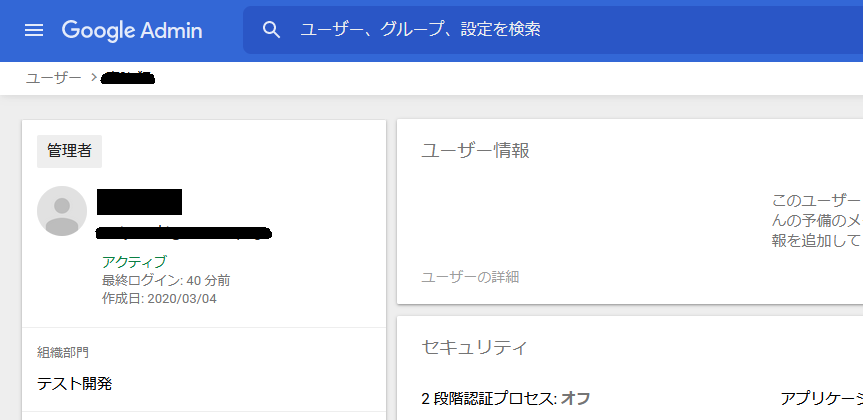 Google Admin
ユーザー、グループ、設定を検索
ユーザー >
管理者
アクティブ
最終ログイン: 40 分前
作成日: 2020/03/04
組織部門
テスト開発
ユーザー情報
このユーザー
んの予備のメ
報を追加して
ユーザーの詳細
セキュリティ
2 段階認証プロセス: オフ
アプリケーシ